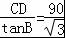 CD/tanB = 90/√3